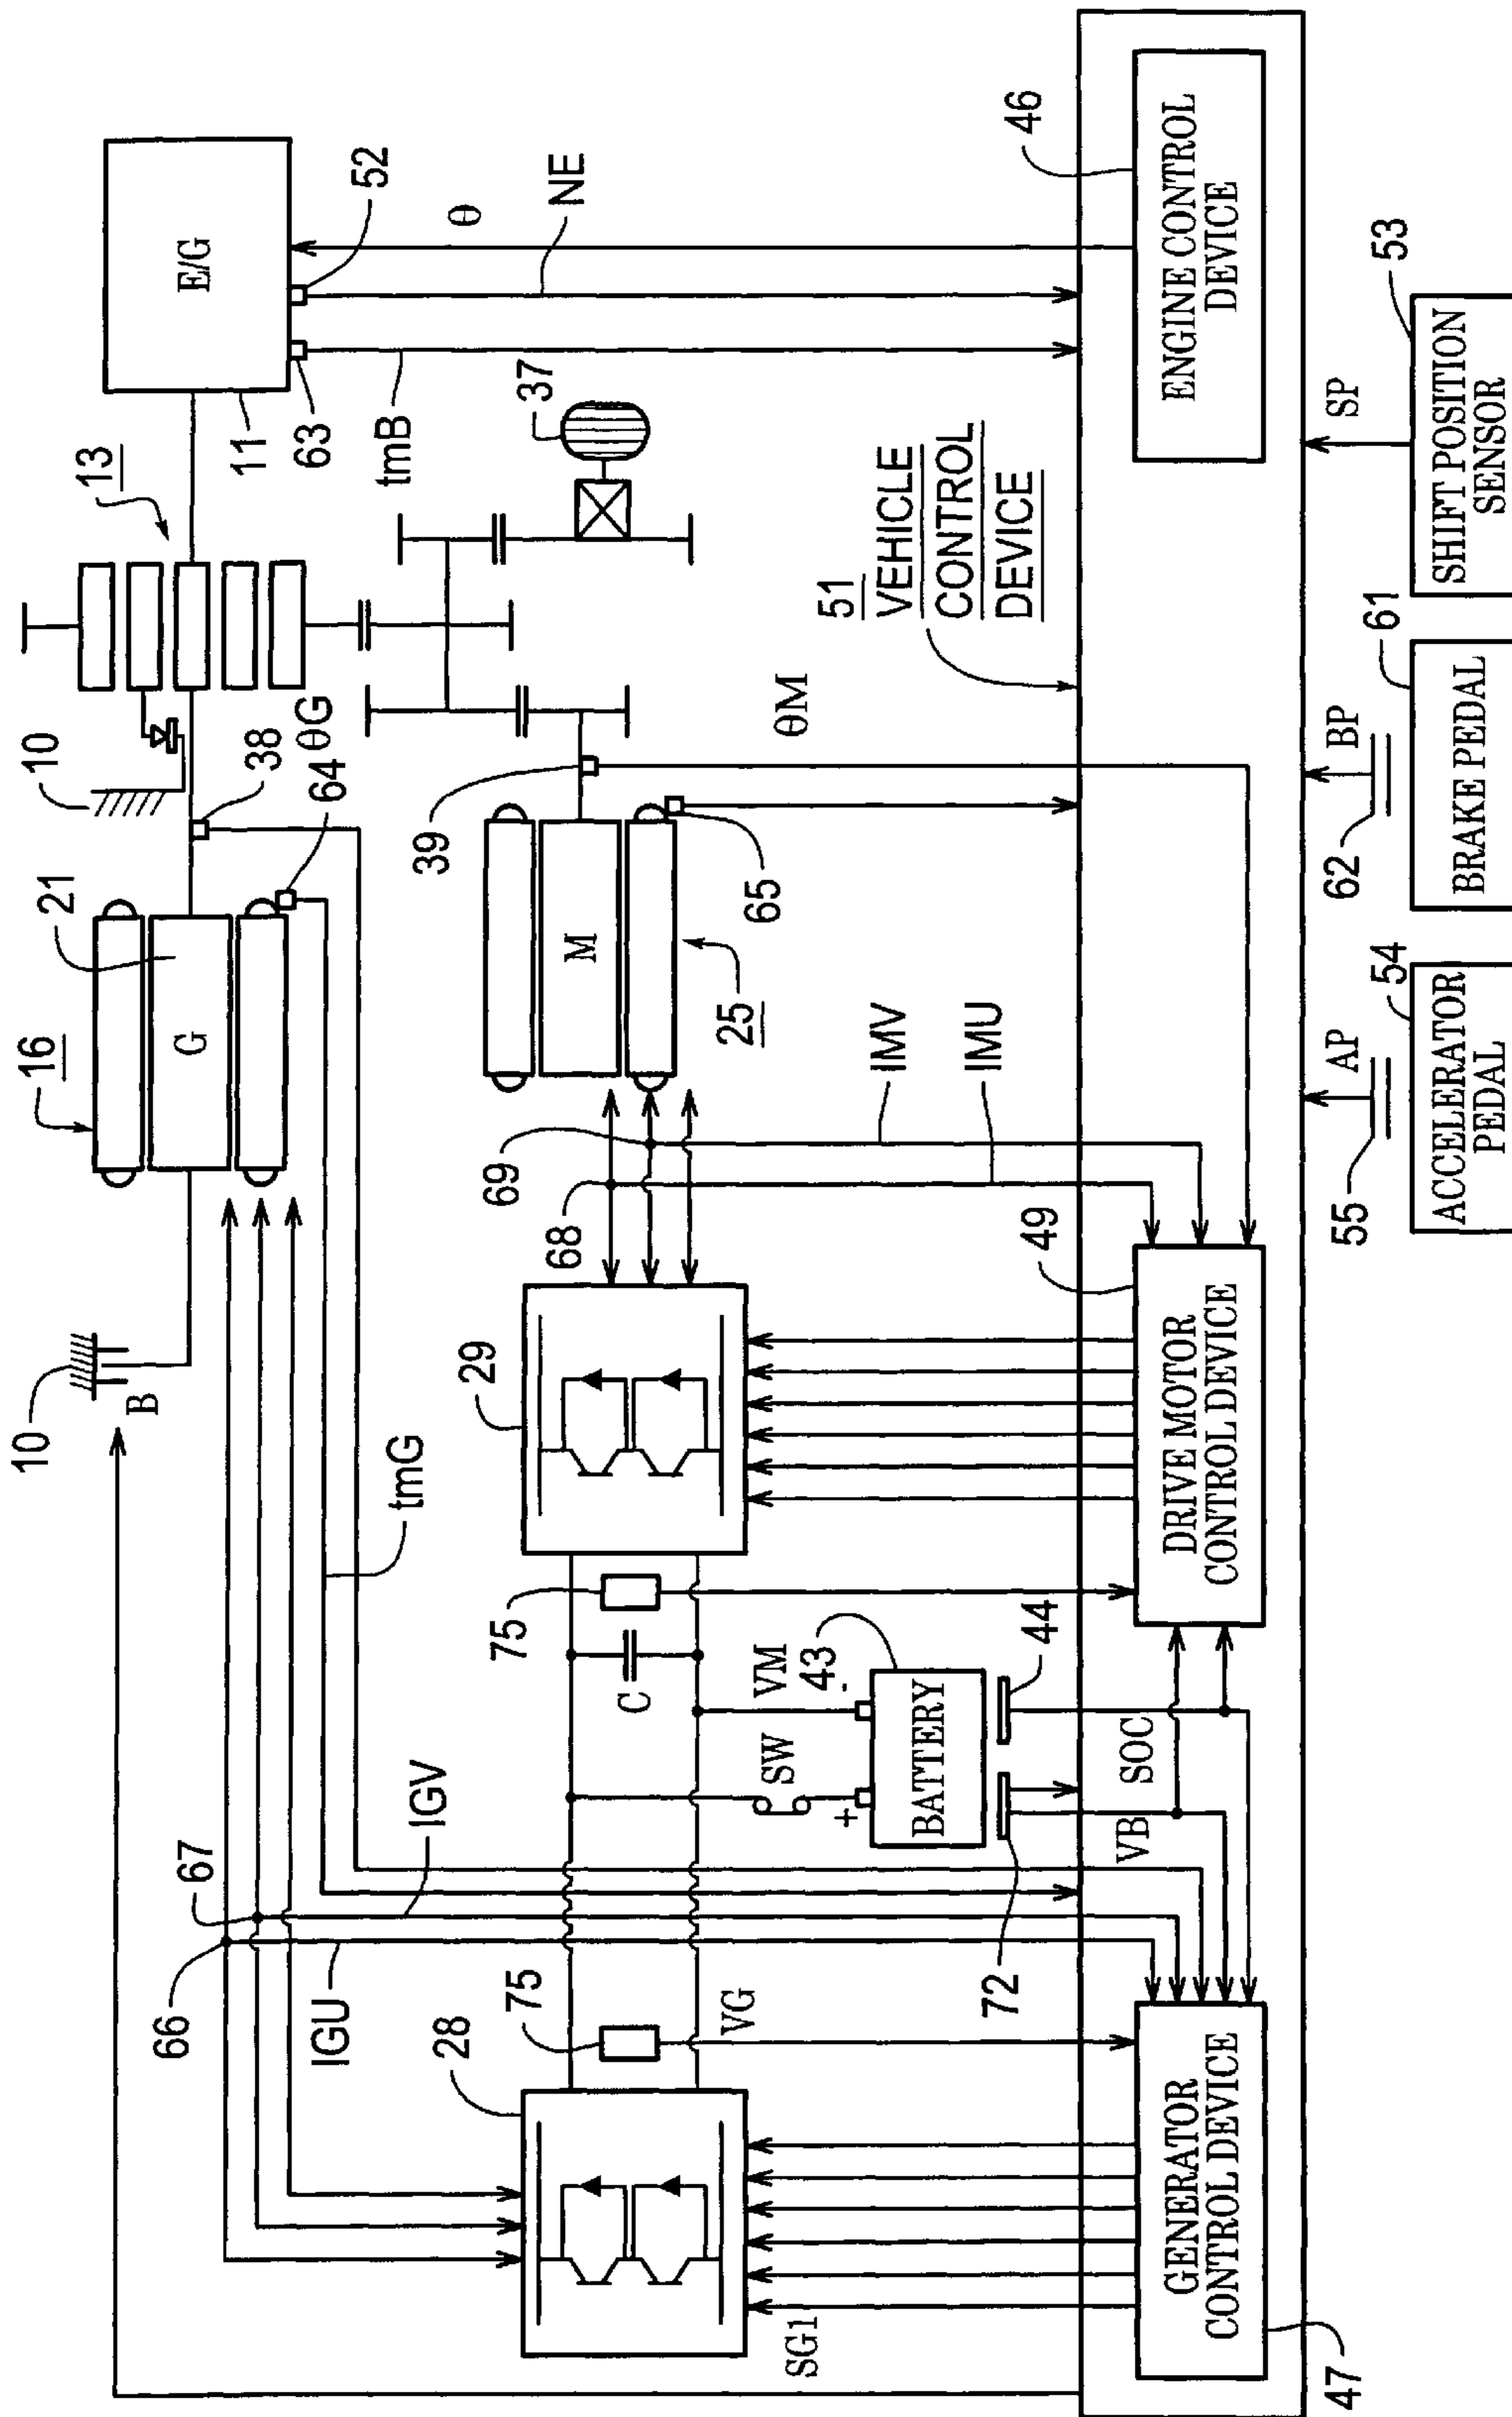 10
B
16
21
G
10
38
64
θG
13
E/G
11
63
52
tmB
NE
θ
37
66
67
IGU
IGV
tmG
28
75
VG
SG1
C
75
29
68
69
M
25
39
65
θM
IMV
IMU
SW
VM
+
-
43
BATTERY
72
44
VB
SOC
51
VEHICLE
CONTROL
DEVICE
46
ENGINE CONTROL
DEVICE
49
DRIVE MOTOR
CONTROL DEVICE
GENERATOR
CONTROL DEVICE
47
55
AP
54
ACCELERATOR
PEDAL
62
BP
61
BRAKE PEDAL
SP
53
SHIFT POSITION
SENSOR